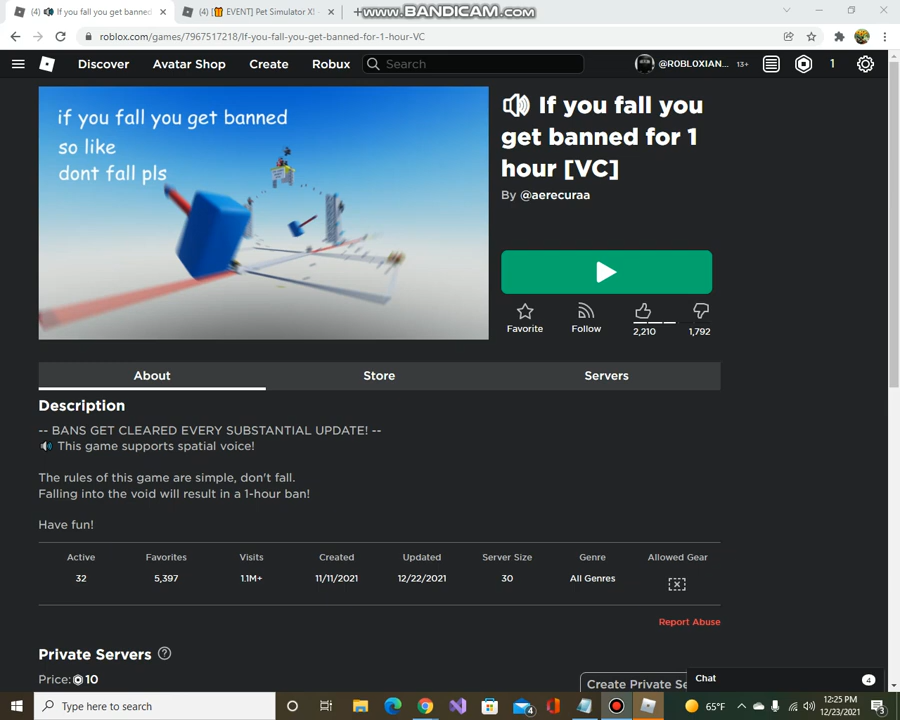 (4) 🔊 If you fall you get banned
(4) [🎁 EVENT] Pet Simulator X! -
www.BANDICAM.com
roblox.com/games/7967517218/If-you-fall-you-get-banned-for-1-hour-VC
Discover
Avatar Shop
Create
Robux
Search
@ROBLOXIAN...
13+
1
if you fall you get banned
so like
dont fall pls
🔊 If you fall you
get banned for 1
hour [VC]
By @aerecuraa
Favorite
Follow
2,210
1,792
About
Store
Servers
Description
-- BANS GET CLEARED EVERY SUBSTANTIAL UPDATE! --
🔊 This game supports spatial voice!
The rules of this game are simple, don't fall.
Falling into the void will result in a 1-hour ban!
Have fun!
Active Favorites Visits Created Updated Server Size Genre Allowed Gear
32 5,397 1.1M+ 11/11/2021 12/22/2021 30 All Genres
Report Abuse
Private Servers
Price: 10
Create Private Se
Chat
4
Type here to search
4
65°F
12:25 PM
12/23/2021
3